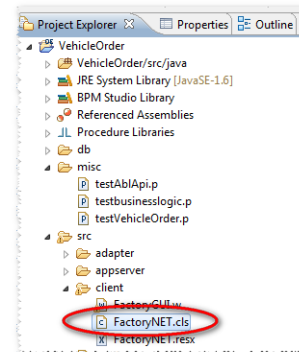 Project Explorer Properties Outline
VehicleOrder
VehicleOrder/src/java
JRE System Library [JavaSE-1.6]
BPM Studio Library
Referenced Assemblies
Procedure Libraries
db
misc
testAblApi.p
testbusinesslogic.p
testVehicleOrder.p
src
adapter
appserver
client
FactoryGUI.w
FactoryNET.cls
FactoryNET.resx